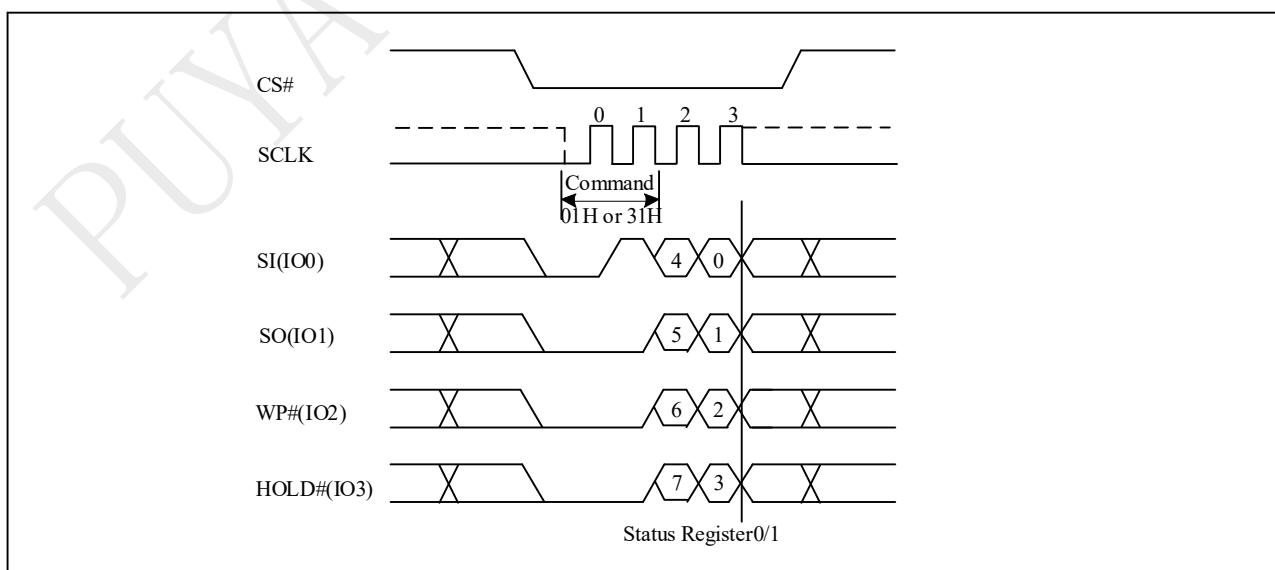 PUYA
CS#
0 1 2 3
SCLK
Command
01H or 31H
SI(IO0) 4 0
SO(IO1) 5 1
WP#(IO2) 6 2
HOLD#(IO3) 7 3
Status Register0/1